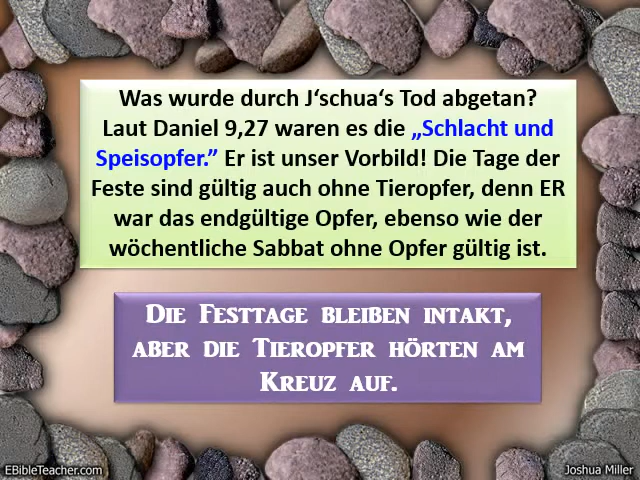 Was wurde durch J‘schua‘s Tod abgetan?
Laut Daniel 9,27 waren es die „Schlacht und
Speisopfer.” Er ist unser Vorbild! Die Tage der
Feste sind gültig auch ohne Tieropfer, denn ER
war das endgültige Opfer, ebenso wie der
wöchentliche Sabbat ohne Opfer gültig ist.
Die Festtage bleiben intakt,
aber die Tieropfer hörten am
Kreuz auf.
EBibleTeacher.com
Joshua Miller